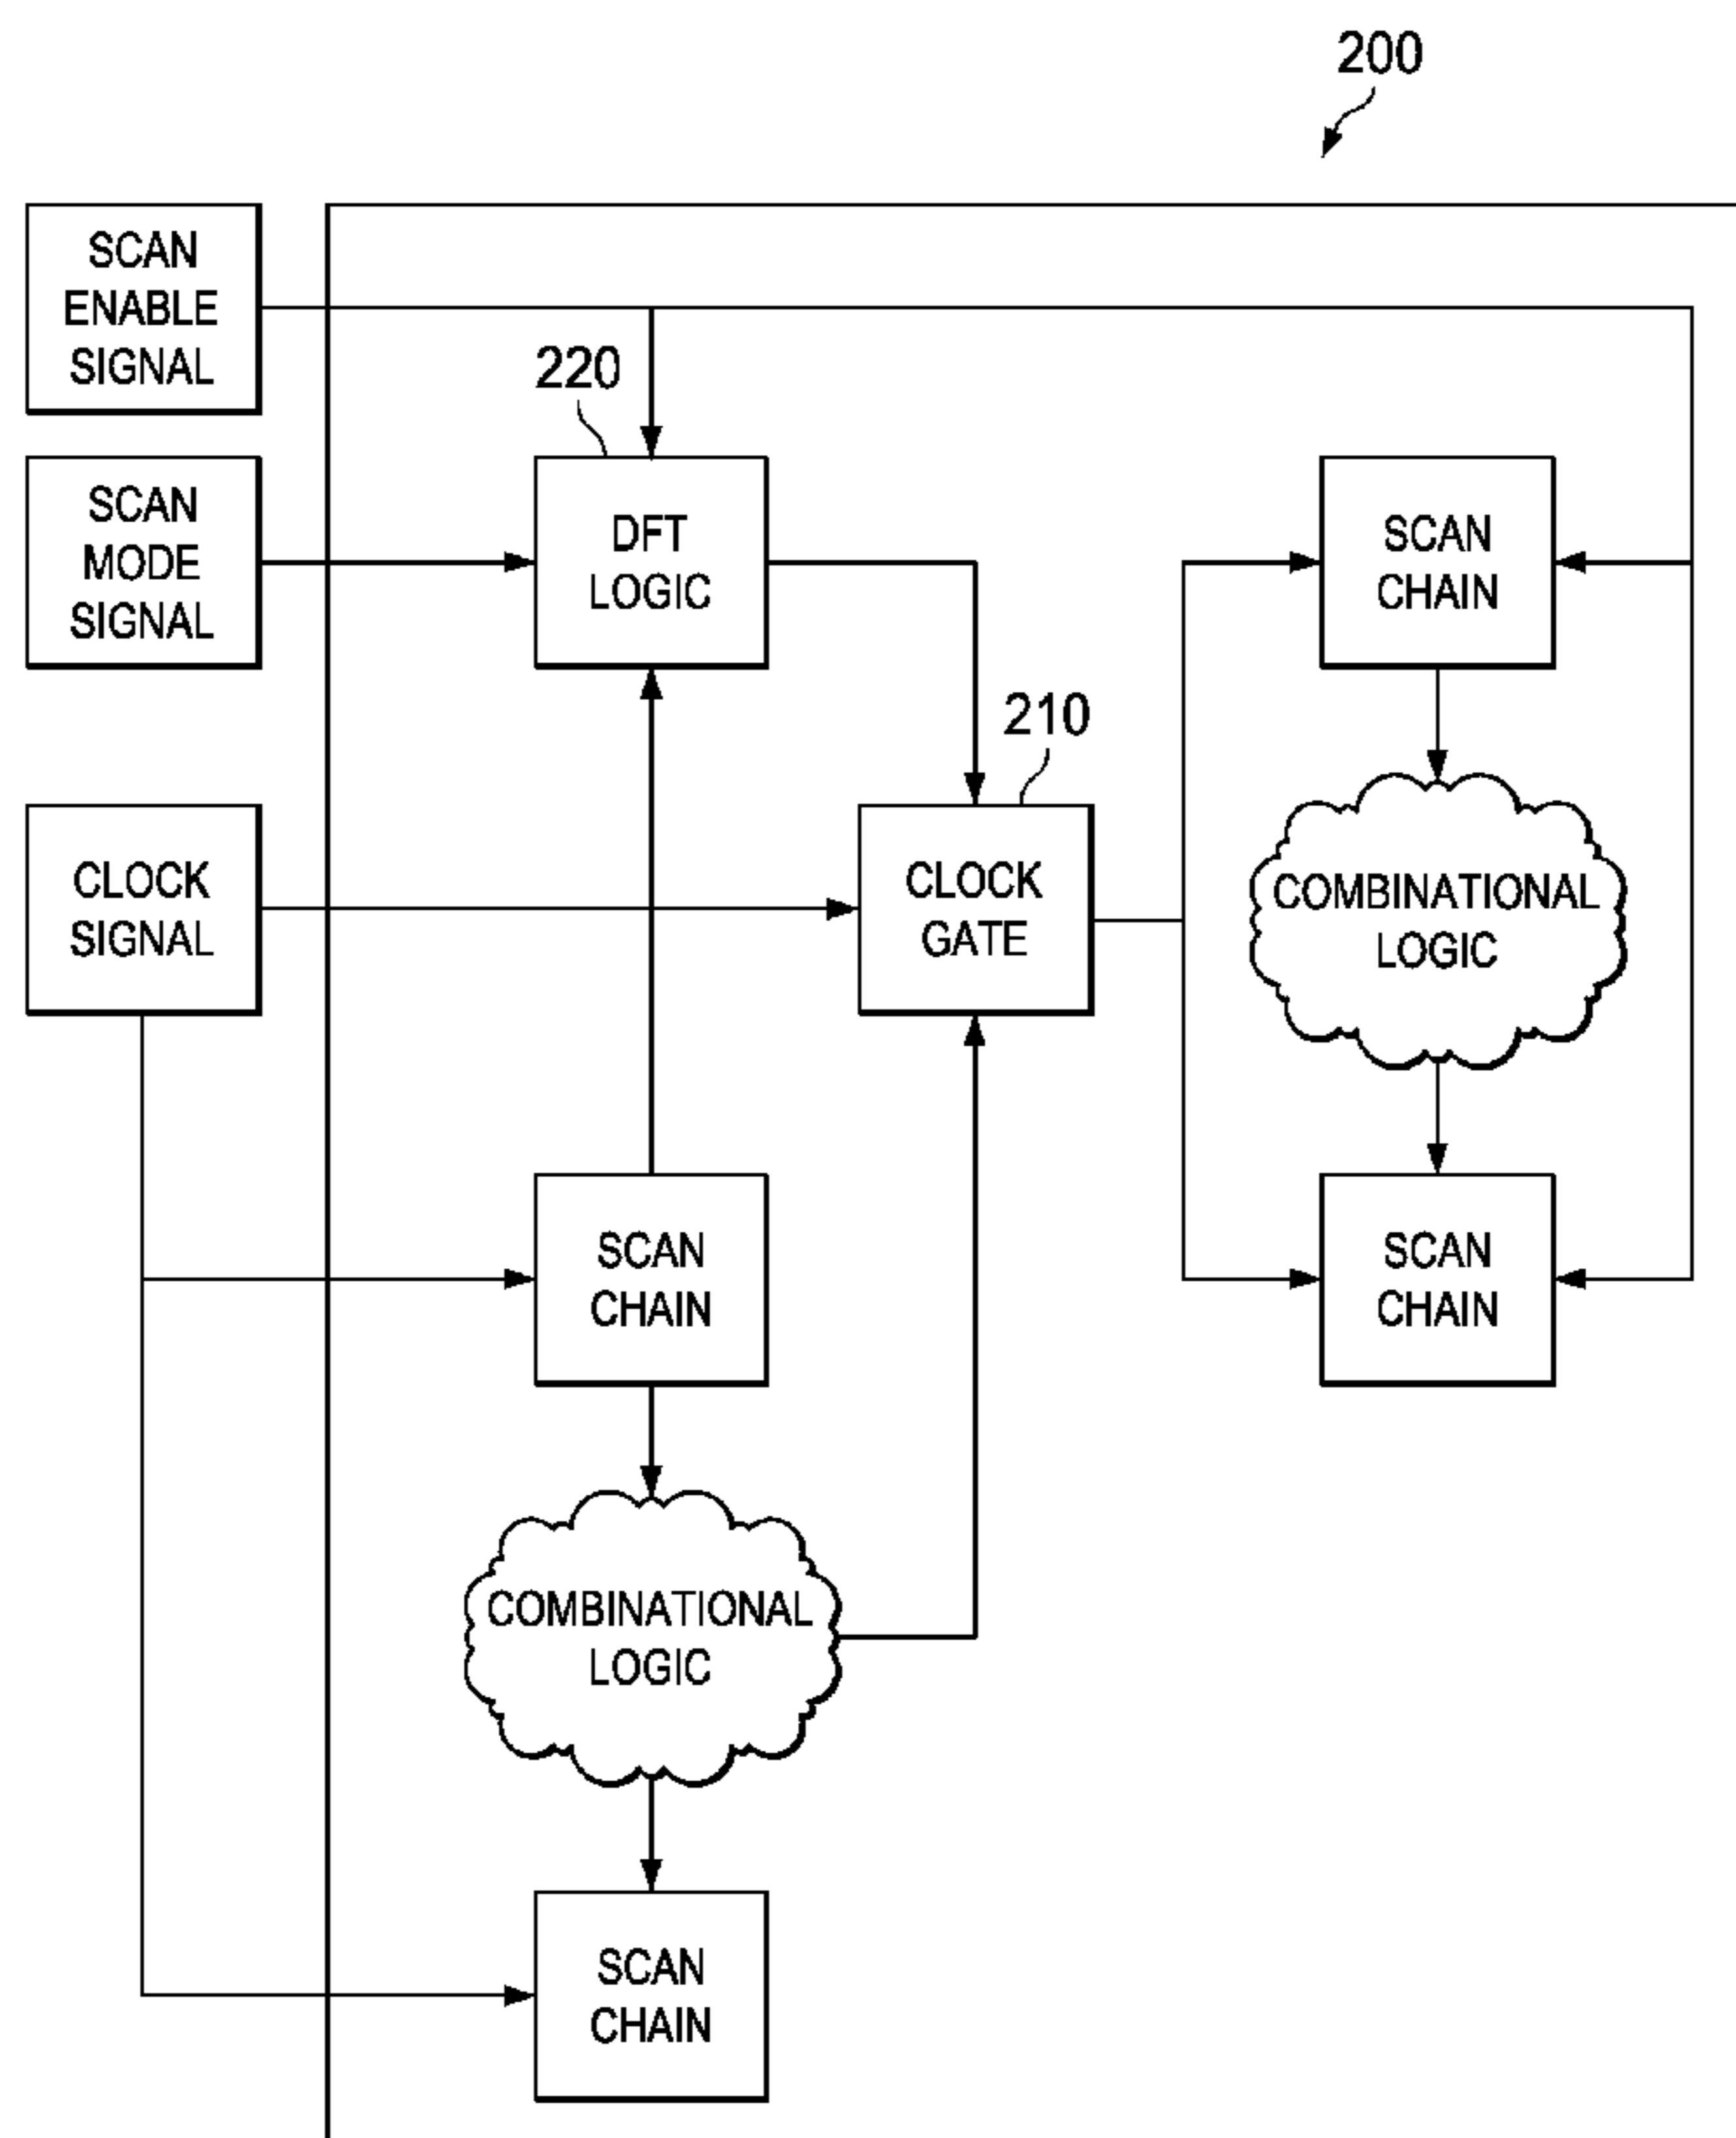 200
SCAN
ENABLE
SIGNAL
220
SCAN
MODE
SIGNAL
DFT
LOGIC
SCAN
CHAIN
210
CLOCK
SIGNAL
CLOCK
GATE
COMBINATIONAL
LOGIC
SCAN
CHAIN
SCAN
CHAIN
COMBINATIONAL
LOGIC
SCAN
CHAIN